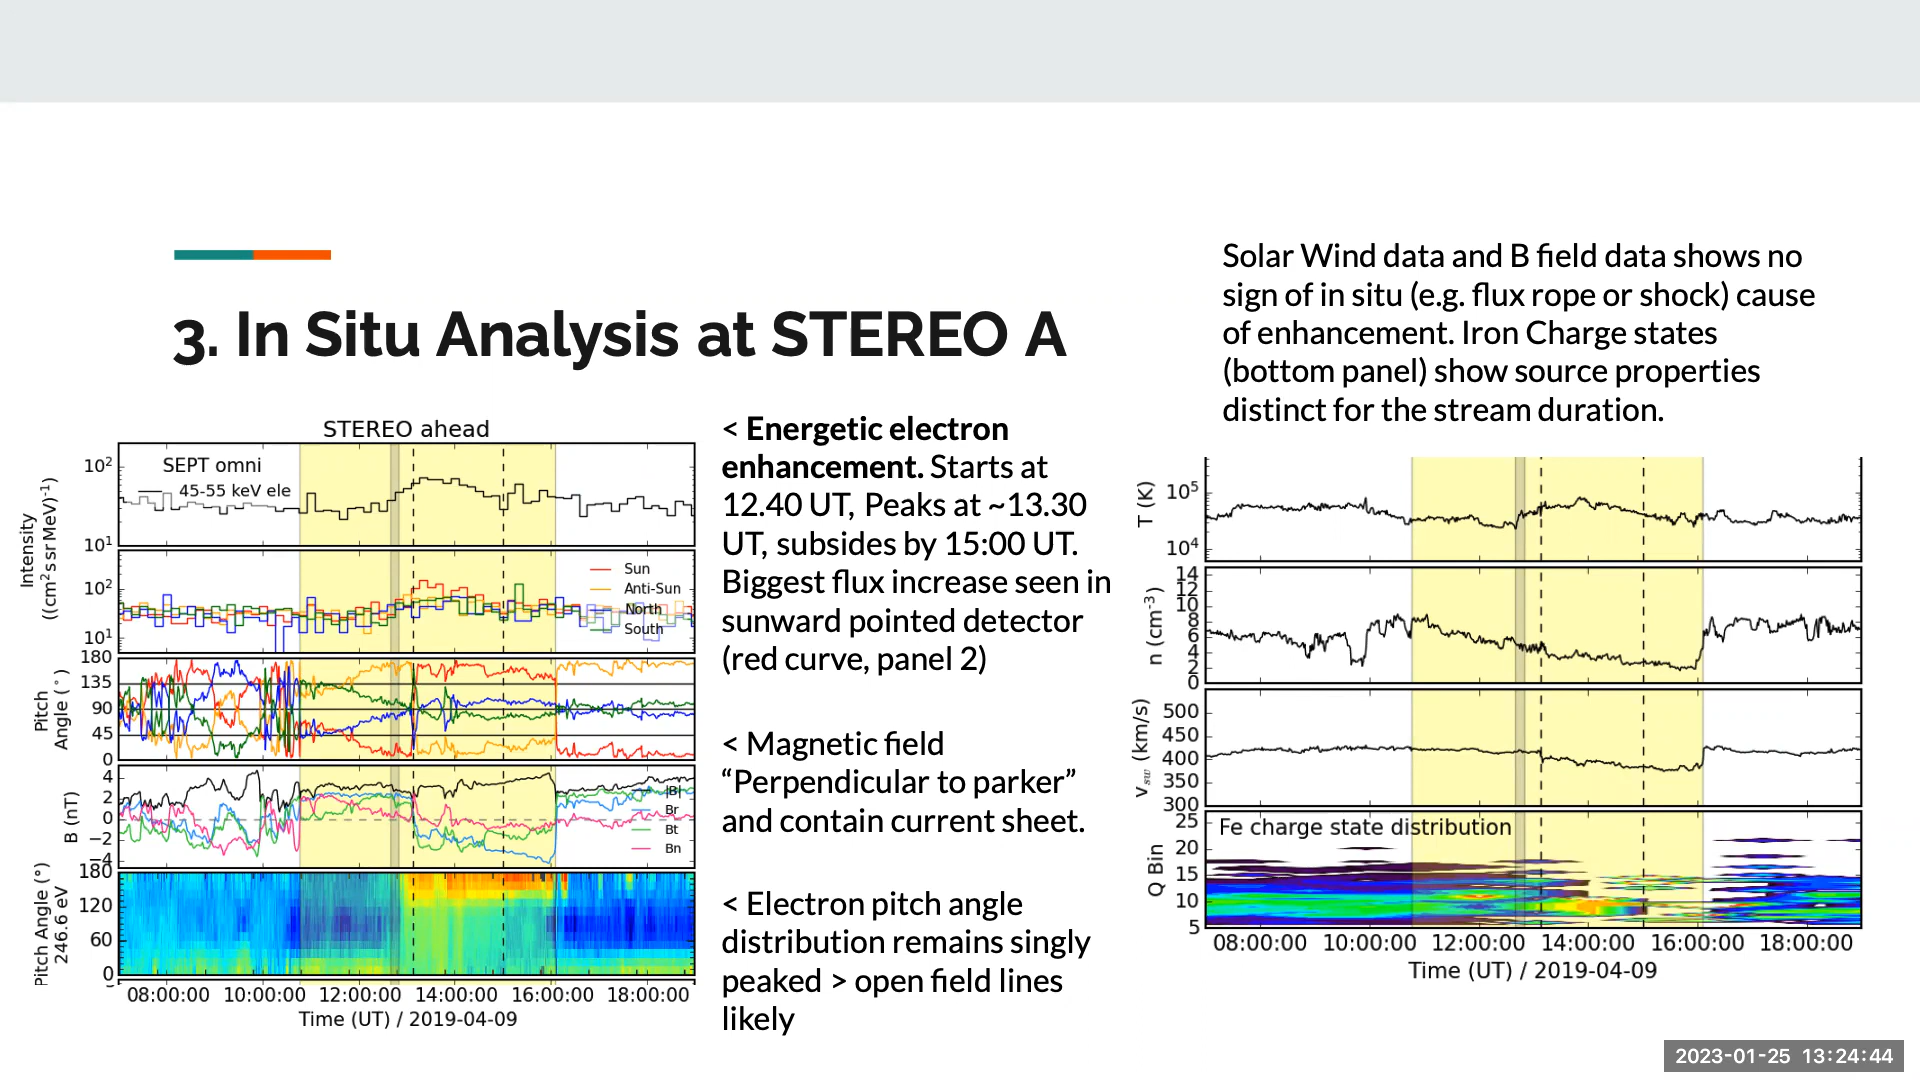 3. In Situ Analysis at STEREO A
Solar Wind data and B field data shows no
sign of in situ (e.g. flux rope or shock) cause
of enhancement. Iron Charge states
(bottom panel) show source properties
distinct for the stream duration.
STEREO ahead
SEPT omni
45-55 keV ele
10²
10¹
Intensity
((cm² s sr MeV)⁻¹)
Sun
Anti-Sun
North
South
10²
10¹
Pitch
Angle (°)
180
135
90
45
0
B (nT)
4
2
0
−2
−4
|B|
Br
Bt
Bn
Pitch Angle (°)
246.6 eV
180
120
60
0
08:00:00 10:00:00 12:00:00 14:00:00 16:00:00 18:00:00
Time (UT) / 2019-04-09
< Energetic electron
enhancement. Starts at
12.40 UT, Peaks at ~13.30
UT, subsides by 15:00 UT.
Biggest flux increase seen in
sunward pointed detector
(red curve, panel 2)
< Magnetic field
“Perpendicular to parker”
and contain current sheet.
< Electron pitch angle
distribution remains singly
peaked > open field lines
likely
T (K)
10⁵
10⁴
n (cm⁻³)
14
12
10
8
6
4
2
0
vsw (km/s)
500
450
400
350
300
Fe charge state distribution
Q Bin
25
20
15
10
5
08:00:00 10:00:00 12:00:00 14:00:00 16:00:00 18:00:00
Time (UT) / 2019-04-09
2023-01-25 13:24:44